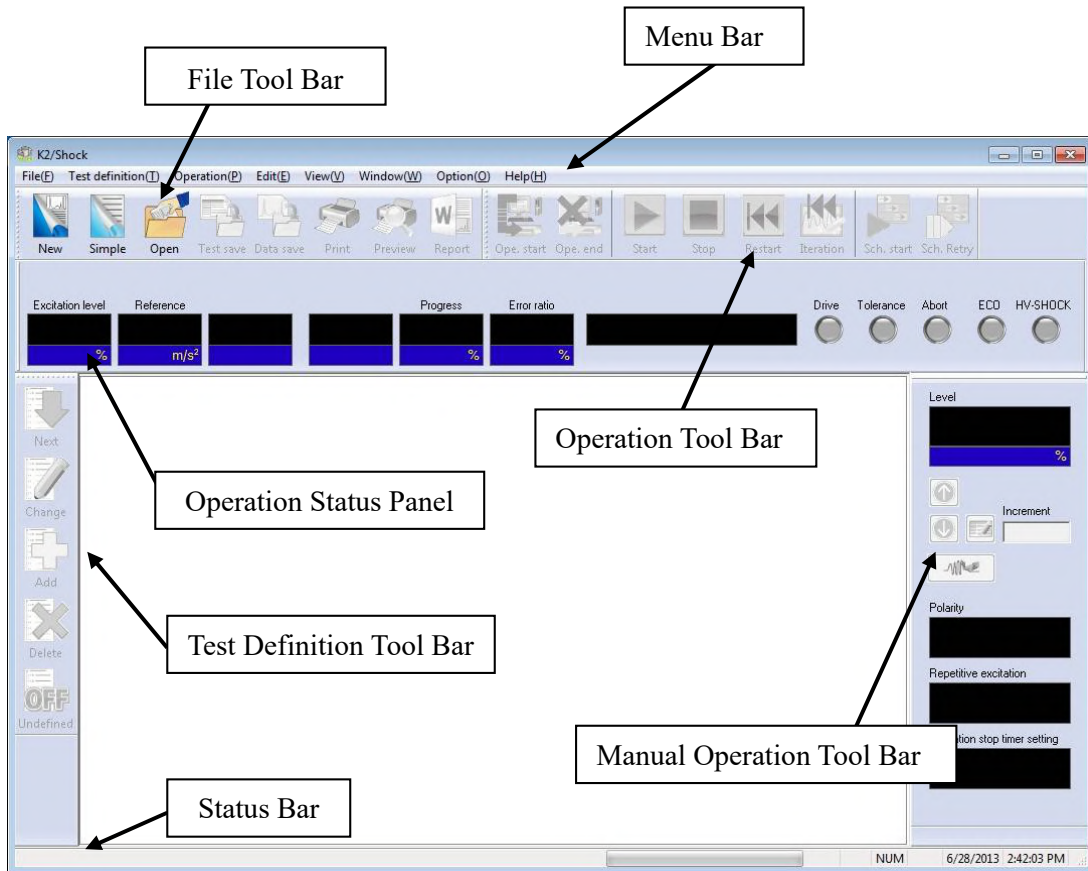 Menu Bar
File Tool Bar
K2/Shock
File(F) Test definition(T) Operation(P) Edit(E) View(V) Window(W) Option(O) Help(H)
New Simple Open Test save Data save Print Preview Report Ope. start Ope. end Start Stop Restart Iteration Sch. start Sch. Retry
Excitation level Reference Progress Error ratio Drive Tolerance Abort ECO HV-SHOCK
% m/s² % %
Level
%
Operation Tool Bar
Next
Operation Status Panel
Change
Increment
Add
Polarity
Test Definition Tool Bar
Delete
Repetitive excitation
OFF
Undefined
stop timer setting
Manual Operation Tool Bar
Status Bar
NUM 6/28/2013 2:42:03 PM